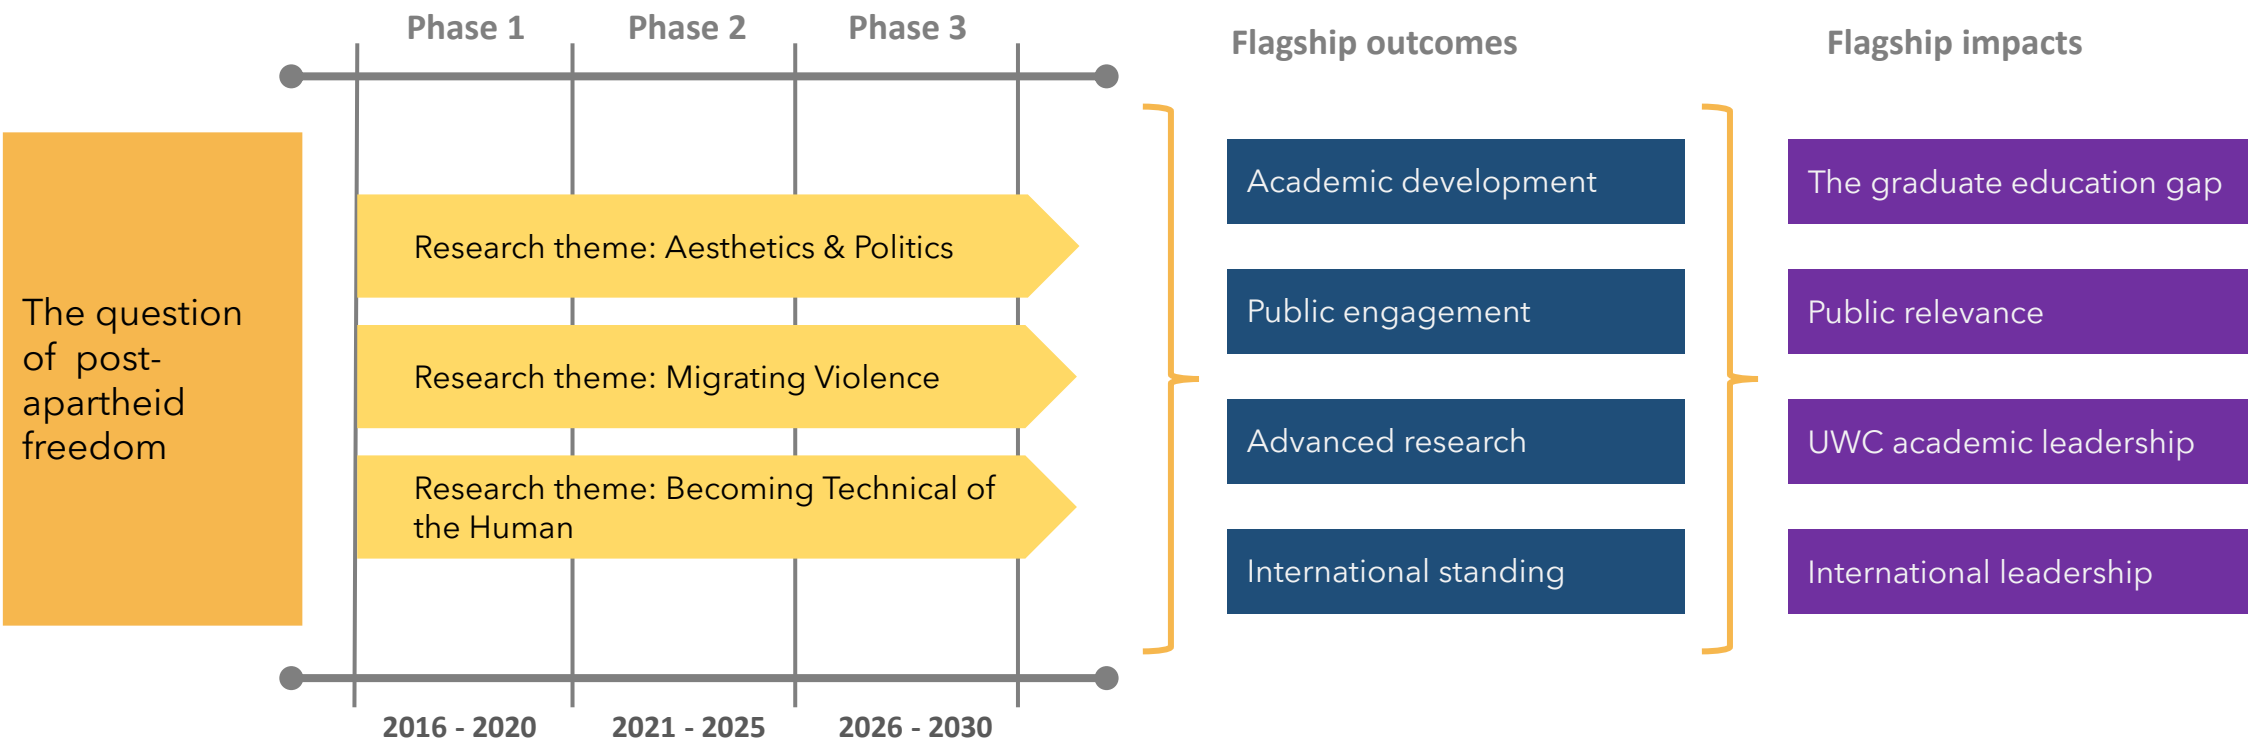 Phase 1
Phase 2
Phase 3
Flagship outcomes
Flagship impacts
The question
of  post-
apartheid
freedom
Research theme: Aesthetics & Politics
Research theme: Migrating Violence
Research theme: Becoming Technical of
the Human
Academic development
Public engagement
Advanced research
International standing
The graduate education gap
Public relevance
UWC academic leadership
International leadership
2016 - 2020
2021 - 2025
2026 - 2030